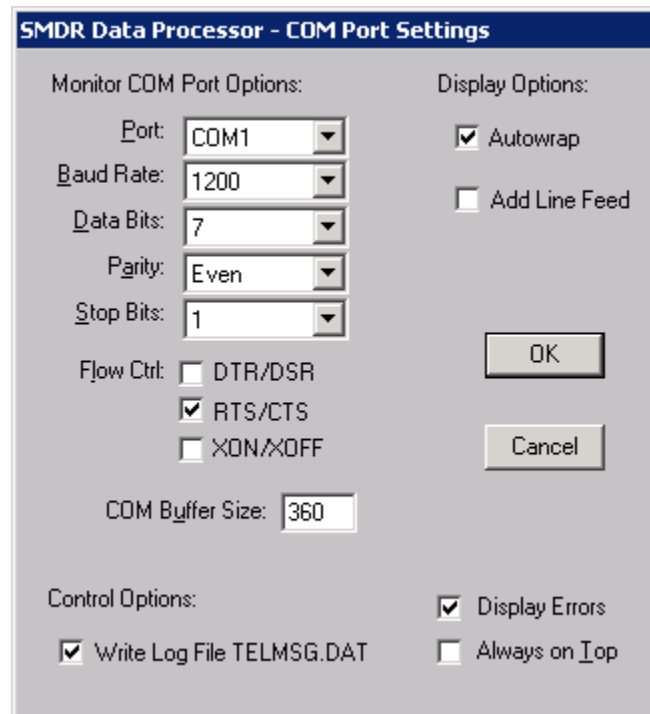 SMDR Data Processor - COM Port Settings
Monitor COM Port Options:
Display Options:
Port: COM1
Autowrap
Baud Rate: 1200
Add Line Feed
Data Bits: 7
Parity: Even
Stop Bits: 1
OK
Flow Ctrl: DTR/DSR
RTS/CTS
XON/XOFF
Cancel
COM Buffer Size: 360
Control Options:
Display Errors
Write Log File TELMSG.DAT
Always on Top